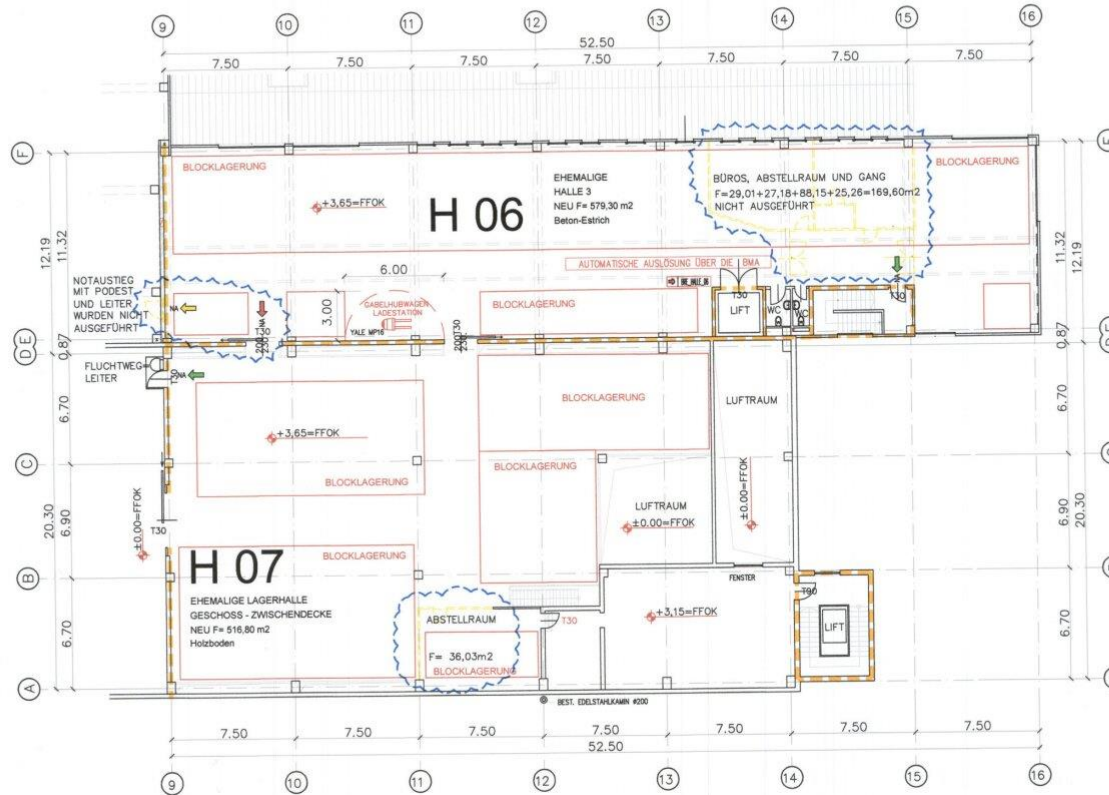 9 10 11 12 13 14 15 16
52.50
7.50 7.50 7.50 7.50 7.50 7.50 7.50
F
BLOCKLAGERUNG
+3,65=FFOK
H 06
EHEMALIGE
HALLE 3
NEU F= 579,30 m2
Beton-Estrich
BÜROS, ABSTELLRAUM UND GANG
F=29,01+27,18+88,15+25,26=169,60m2
NICHT AUSGEFÜHRT
BLOCKLAGERUNG
12.19
11.32
11.32
12.19
AUTOMATISCHE AUSLÖSUNG ÜBER DIE BMA
6.00
3.00
NOTAUSTIEG
MIT PODEST
UND LEITER
WURDEN NICHT
AUSGEFÜHRT
NA
NA
T30
GABELHUBWAGEN
LADESTATION
YALE MP16
BLOCKLAGERUNG
T30
LIFT
WC
WC
NA
T30
T30
DE
0.87
0.87
FLUCHTWEG
LEITER
T30
NA
BLOCKLAGERUNG
LUFTRAUM
+3,65=FFOK
6.70
6.70
BLOCKLAGERUNG
BLOCKLAGERUNG
C
LUFTRAUM
±0.00=FFOK
±0.00=FFOK
±0.00=FFOK
T30
20.30
6.90
6.90
20.30
H 07
BLOCKLAGERUNG
B
FENSTER
EHEMALIGE LAGERHALLE
GESCHOSS - ZWISCHENDECKE
NEU F= 516,80 m2
Holzboden
ABSTELLRAUM
T30
+3,15=FFOK
T90
LIFT
6.70
6.70
F= 36,03m2
BLOCKLAGERUNG
A
BEST. EDELSTAHLKAMIN #200
7.50 7.50 7.50 7.50 7.50 7.50 7.50
52.50
9 10 11 12 13 14 15 16